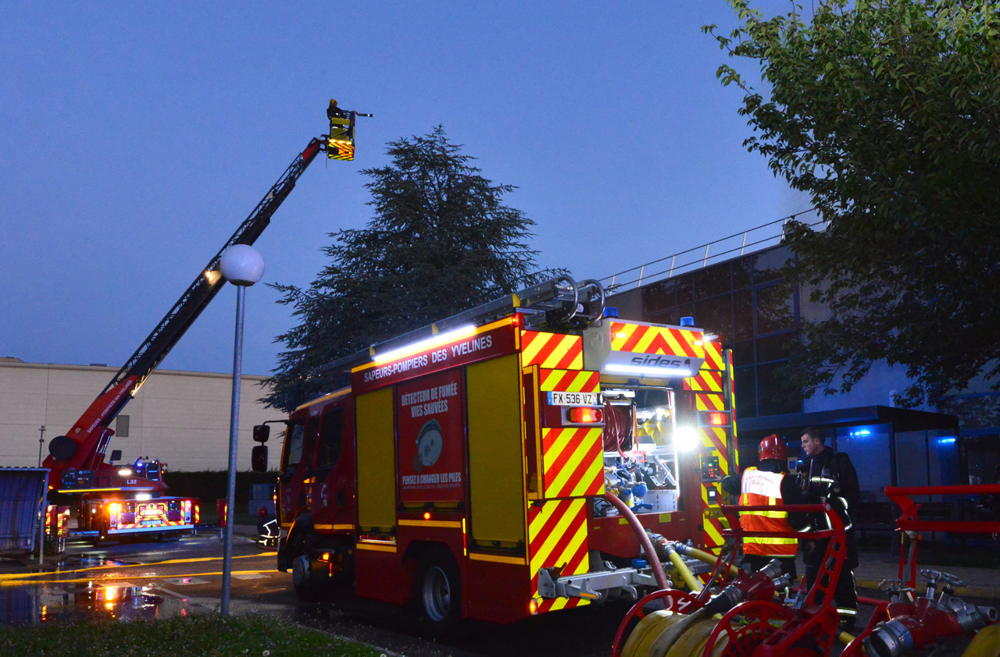 SAPEURS-POMPIERS DES YVELINES
DÉTECTEUR DE FUMÉE
VIES SAUVÉES
PENSEZ A CHANGER LES PILES
sides
FX-536-VZ
L32